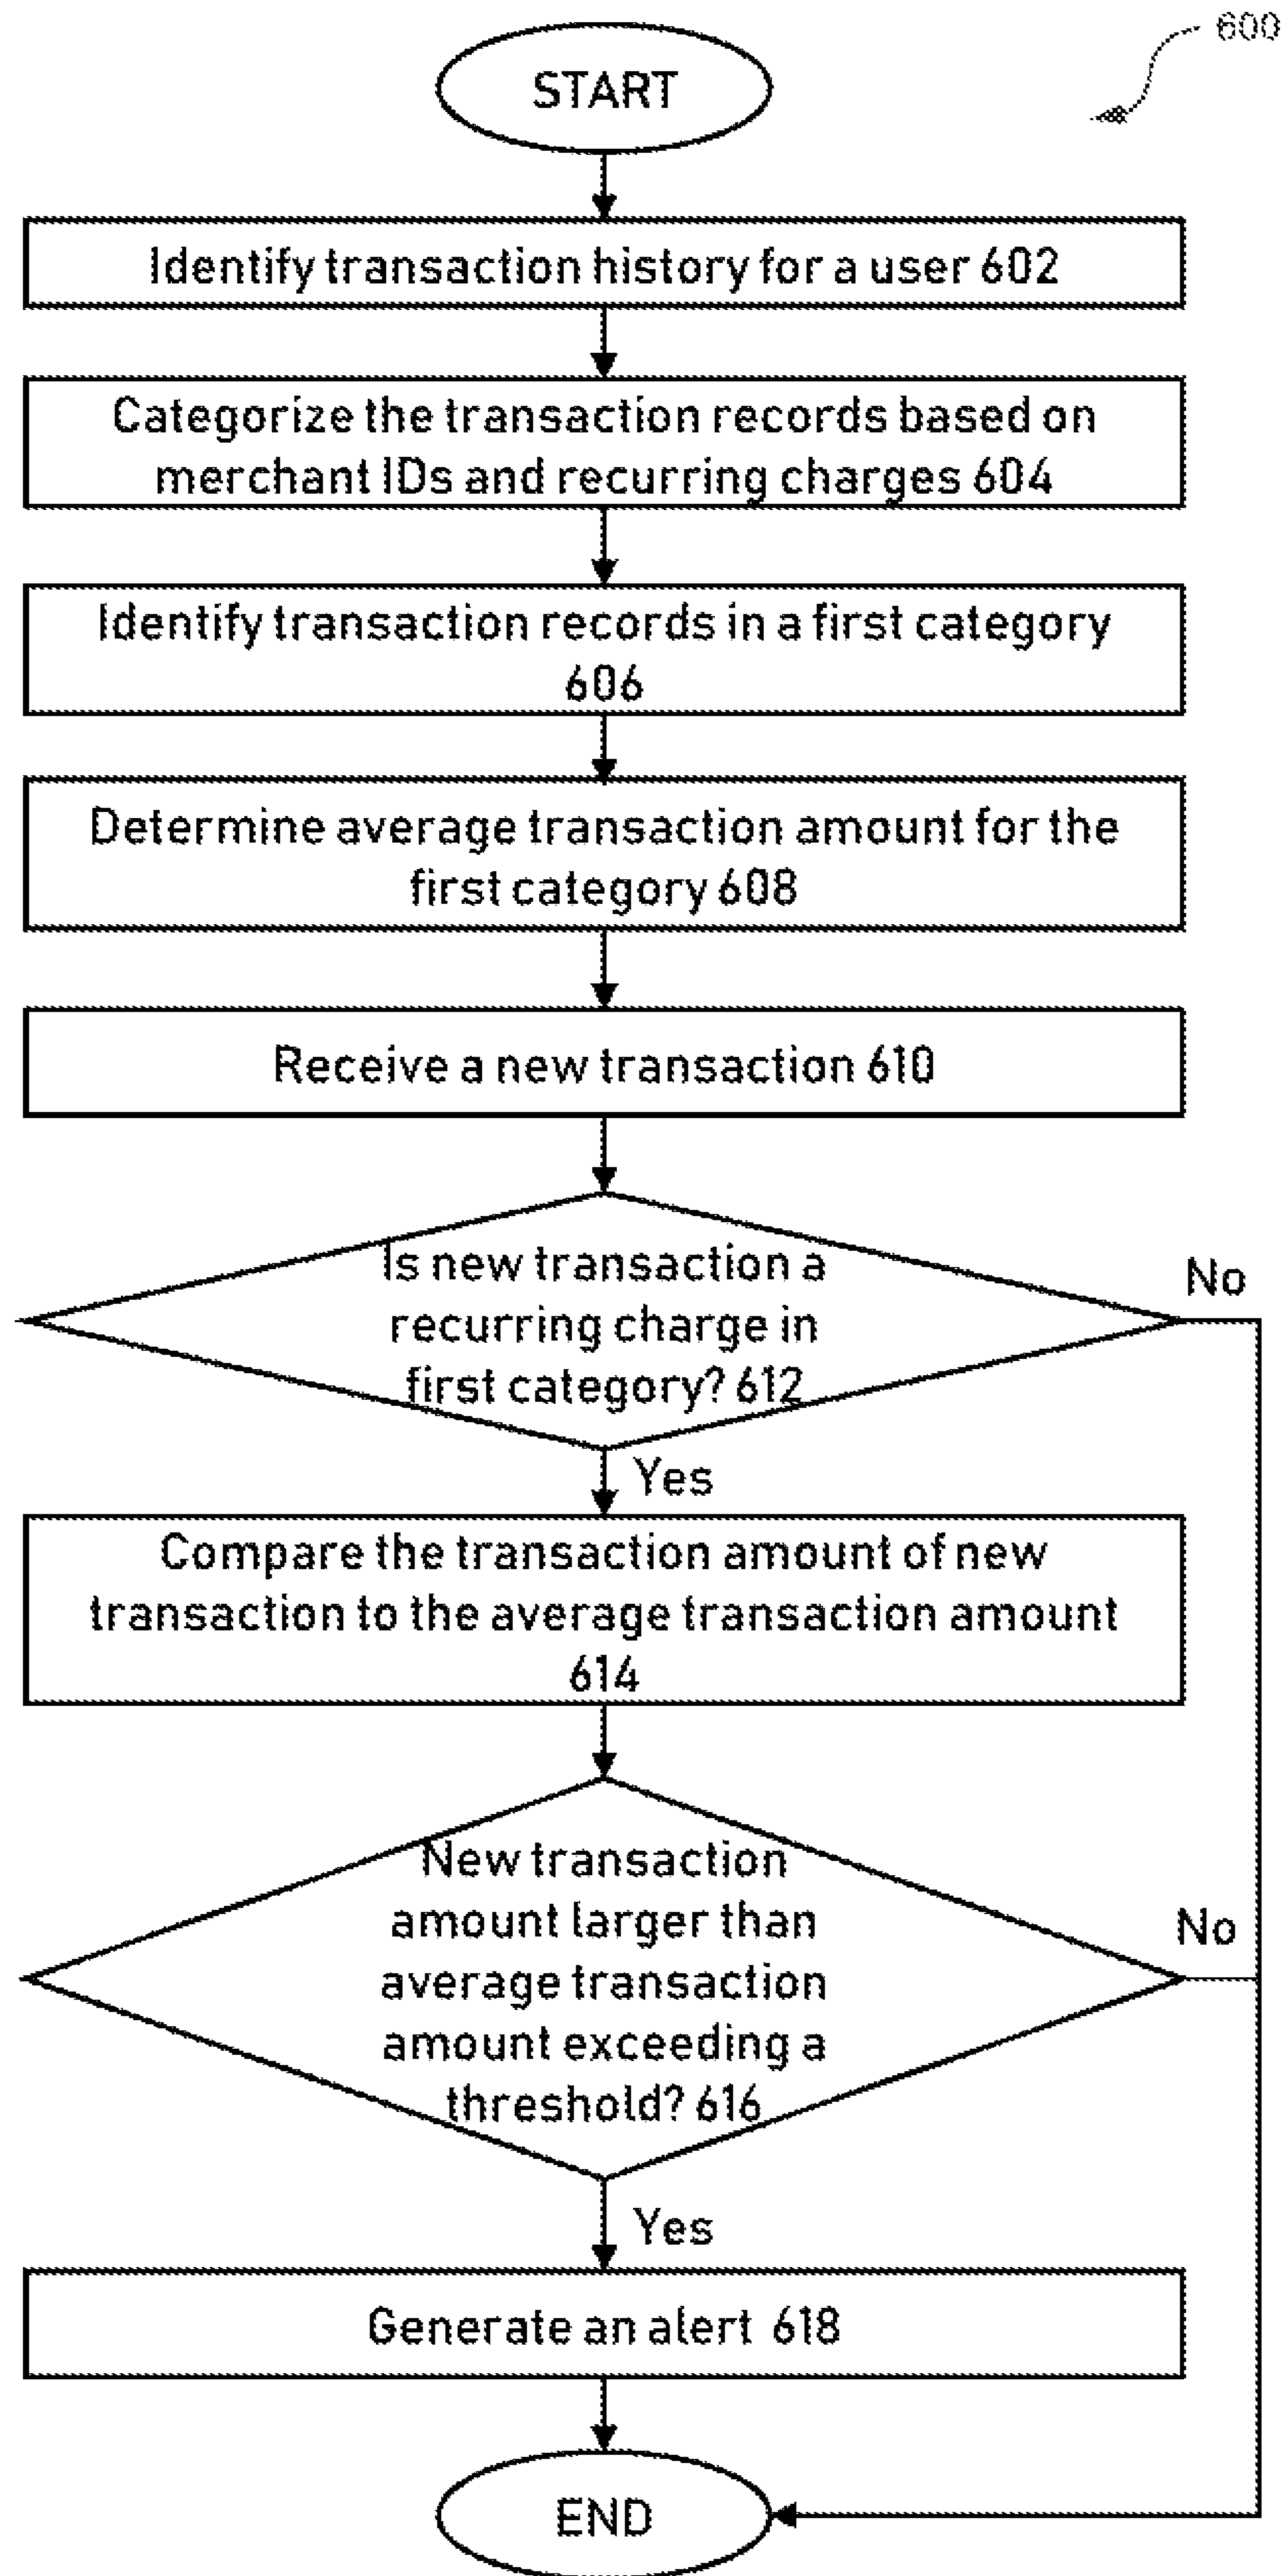 600
START
Identify transaction history for a user 602
Categorize the transaction records based on
merchant IDs and recurring charges 604
Identify transaction records in a first category
606
Determine average transaction amount for the
first category 608
Receive a new transaction 610
Is new transaction a
recurring charge in
first category? 612
No
Yes
Compare the transaction amount of new
transaction to the average transaction amount
614
New transaction
amount larger than
average transaction
amount exceeding a
threshold? 616
No
Yes
Generate an alert 618
END